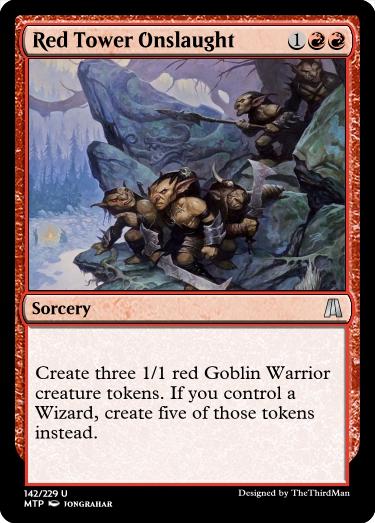 Red Tower Onslaught 1
Sorcery
Create three 1/1 red Goblin Warrior
creature tokens. If you control a
Wizard, create five of those tokens
instead.
142/229 U Designed by TheThirdMan
MTP JONGRAHAR